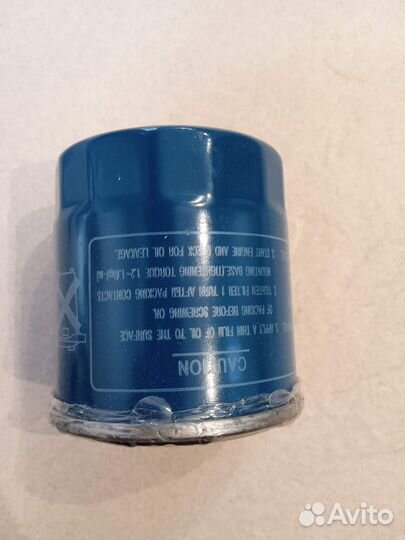 CAUTION
1. APPLY A THIN FILM OF OIL TO THE SURFACE
OF PACKING BEFORE SCREWING OIL
2. TIGHTEN FILTER 1 TURN AFTER PACKING CONTACTS
MOONTING BASE.(TIGHTENING TORQUE 1.2~1.6kgf·m)
3. START ENGINE AND CHECK FOR OIL LEAKAGE.
Avito